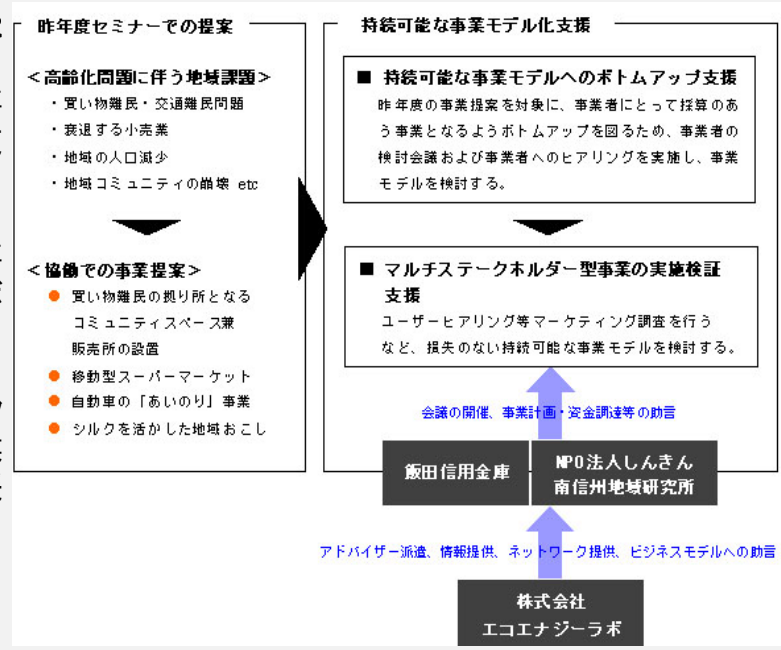 昨年度セミナーでの提案
＜高齢化問題に伴う地域課題＞
・買い物難民・交通難民問題
・衰退する小売業
・地域の人口減少
・地域コミュニティの崩壊 etc
＜協働での事業提案＞
● 買い物難民の拠り所となる
コミュニティスペース兼
販売所の設置
● 移動型スーパーマーケット
● 自動車の「あいのり」事業
● シルクを活かした地域おこし
持続可能な事業モデル化支援
■ 持続可能な事業モデルへのボトムアップ支援
昨年度の事業提案を対象に、事業者にとって採算のあ
う事業となるようボトムアップを図るため、事業者の
検討会議および事業者へのヒアリングを実施し、事業
モデルを検討する。
■ マルチステークホルダー型事業の実施検証
支援
ユーザーヒアリング等マーケティング調査を行う
など、損失のない持続可能な事業モデルを検討する。
会議の開催、事業計画・資金調達等の助言
飯田信用金庫
NPO法人しんきん
南信州地域研究所
アドバイザー派遣、情報提供、ネットワーク提供、ビジネスモデルへの助言
株式会社
エコエナジーラボ